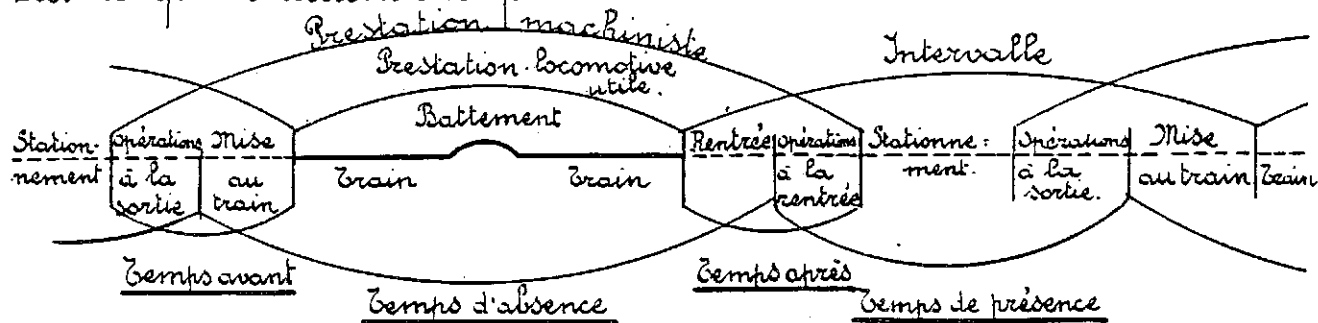 Prestation machiniste
Prestation locomotive
utile.
Intervalle
Battement
Station-
nement
Opérations
à la
sortie
Mise
au
train
Train
Train
Rentrée
Opérations
à la
rentrée
Stationne=
ment.
Opérations
à la
sortie.
Mise
au train
Train
Temps avant
Temps d'absence
Temps après
Temps de présence